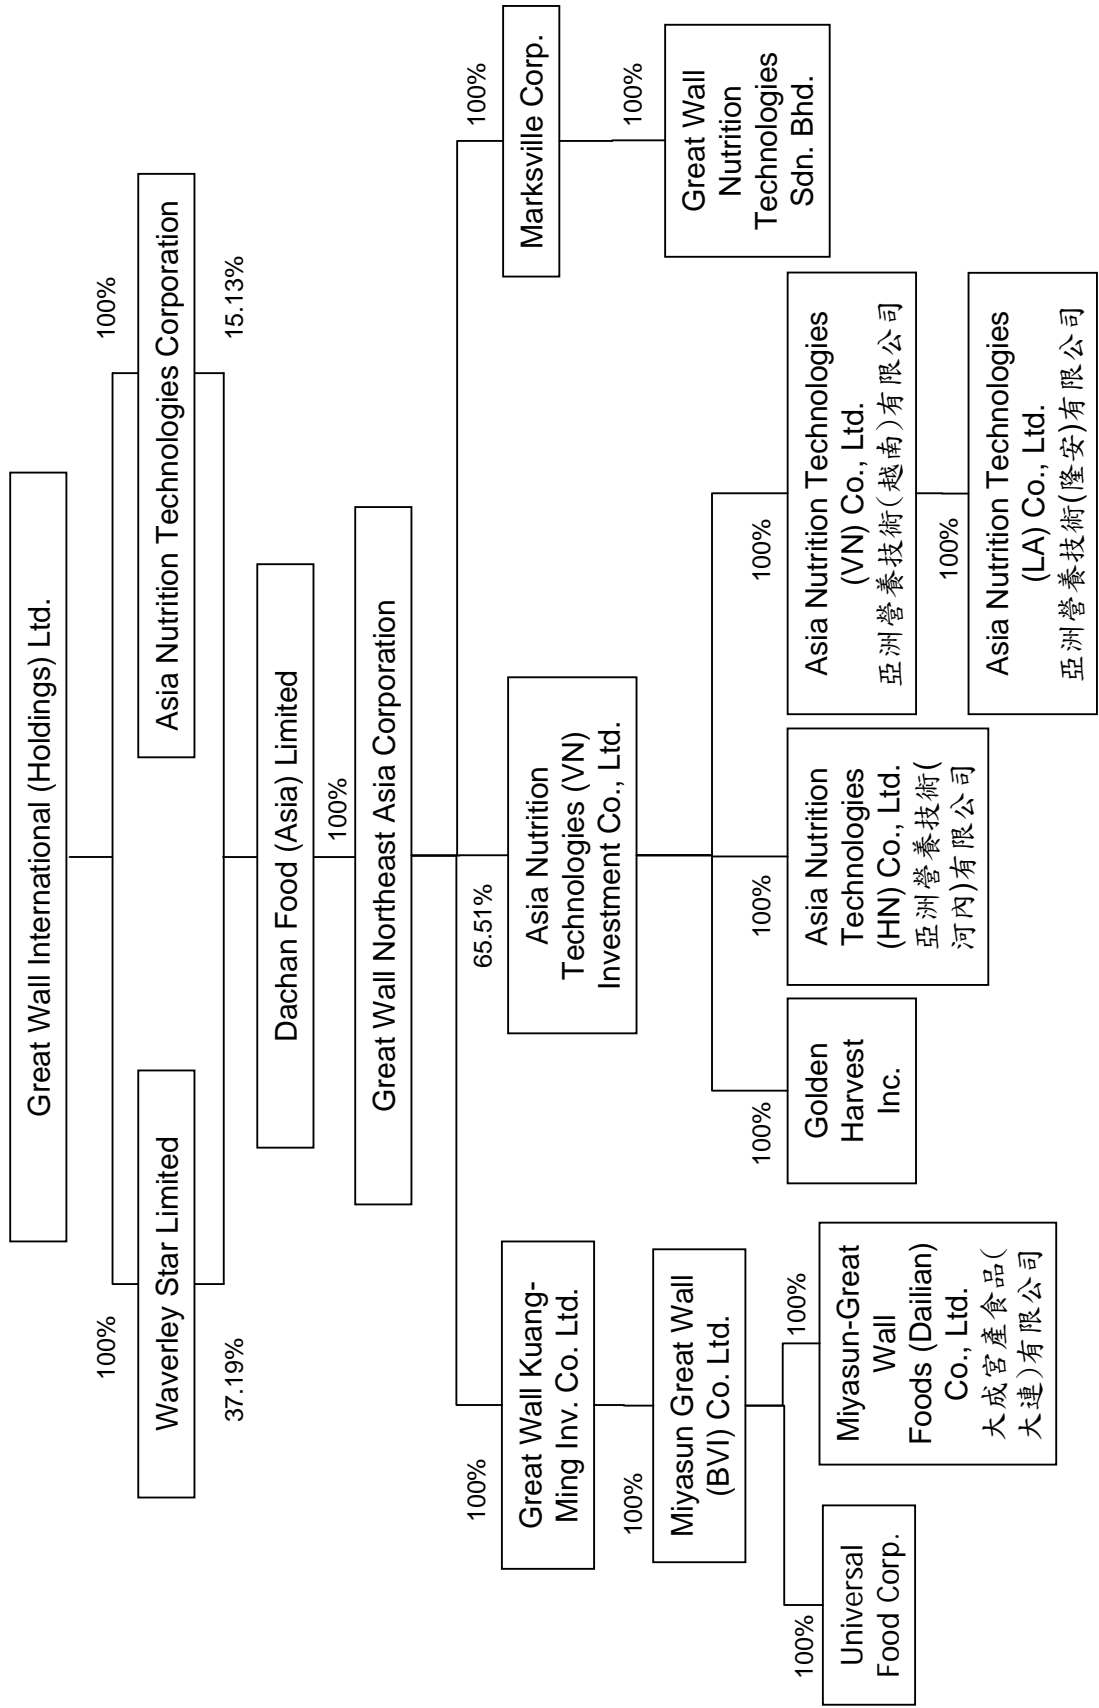 Great Wall International (Holdings) Ltd.
100%
100%
Waverley Star Limited
Asia Nutrition Technologies Corporation
37.19%
15.13%
Dachan Food (Asia) Limited
100%
Great Wall Northeast Asia Corporation
100%
65.51%
100%
Great Wall Kuang-
Ming Inv. Co. Ltd.
Asia Nutrition
Technologies (VN)
Investment Co., Ltd.
Marksville Corp.
100%
100%
Miyasun Great Wall
(BVI) Co. Ltd.
Great Wall
Nutrition
Technologies
Sdn. Bhd.
100%
100%
100%
100%
100%
Universal
Food Corp.
Miyasun-Great
Wall
Foods (Dailian)
Co., Ltd.
大成宮產食品(
大連)有限公司
Golden
Harvest
Inc.
Asia Nutrition
Technologies
(HN) Co., Ltd.
亞洲營養技術(
河內)有限公司
Asia Nutrition Technologies
(VN) Co., Ltd.
亞洲營養技術(越南)有限公司
100%
Asia Nutrition Technologies
(LA) Co., Ltd.
亞洲營養技術(隆安)有限公司